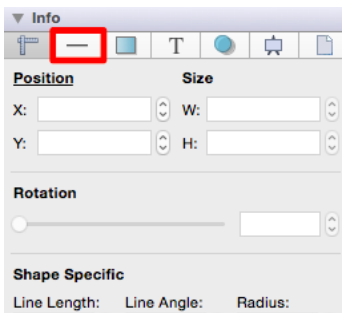 Info
T
Position Size
X: W:
Y: H:
Rotation
Shape Specific
Line Length: Line Angle: Radius: